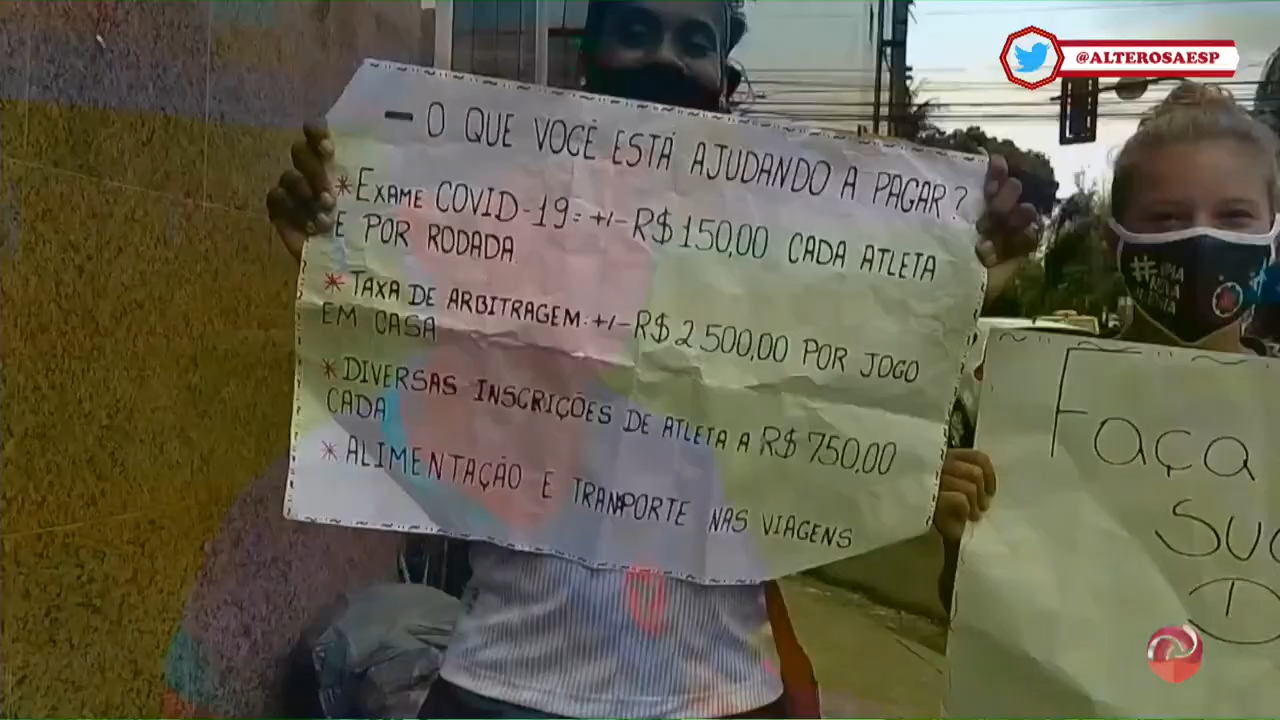 @ALTEROSAESP
— O QUE VOCÊ ESTÁ AJUDANDO A PAGAR?
* EXAME COVID-19: +/- R$150,00 CADA ATLETA
E POR RODADA
* TAXA DE ARBITRAGEM: +/- R$2.500,00 POR JOGO
EM CASA
* DIVERSAS INSCRIÇÕES DE ATLETA A R$750,00
CADA
* ALIMENTAÇÃO E TRANPORTE NAS VIAGENS
Faça